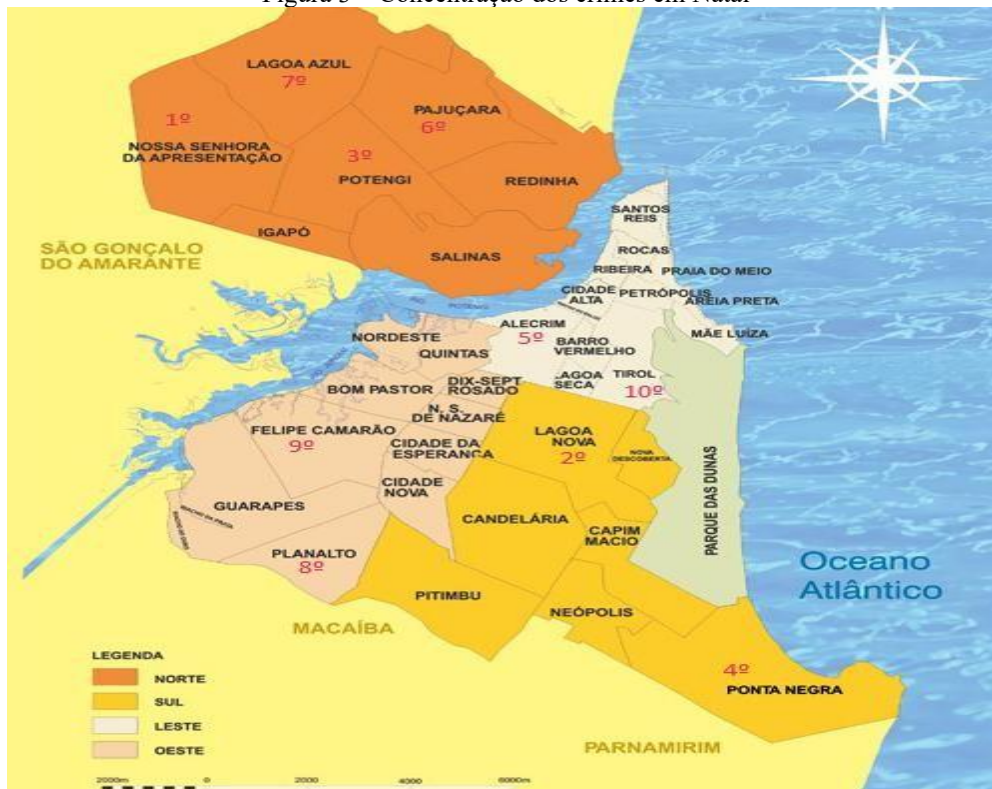 Figura 3 – Concentração dos crimes em Natal
LAGOA AZUL
7º
1º
PAJUÇARA
6º
NOSSA SENHORA
DA APRESENTAÇÃO
3º
POTENGI
REDINHA
SANTOS
REIS
IGAPÓ
SÃO GONÇALO
DO AMARANTE
SALINAS
ROCAS
RIBEIRA
PRAIA DO MEIO
CIDADE
ALTA
PETRÓPOLIS
AREIA PRETA
RIO
POTENGI
ALECRIM
5º
MÃE LUÍZA
NORDESTE
QUINTAS
BARRO
VERMELHO
LAGOA
SECA
TIROL
10º
BOM PASTOR
DIX-SEPT
ROSADO
N. S.
DE NAZARÉ
FELIPE CAMARÃO
9º
CIDADE DA
ESPERANÇA
LAGOA
NOVA
2º
NOVA
DESCOBERTA
CIDADE
NOVA
GUARAPES
CANDELÁRIA
CAPIM
MACIO
PARQUE DAS DUNAS
PLANALTO
8º
PITIMBU
NEÓPOLIS
Oceano
Atlântico
MACAÍBA
4º
PONTA NEGRA
PARNAMIRIM
LEGENDA
NORTE
SUL
LESTE
OESTE
2000m
0
2000
4000
6000m